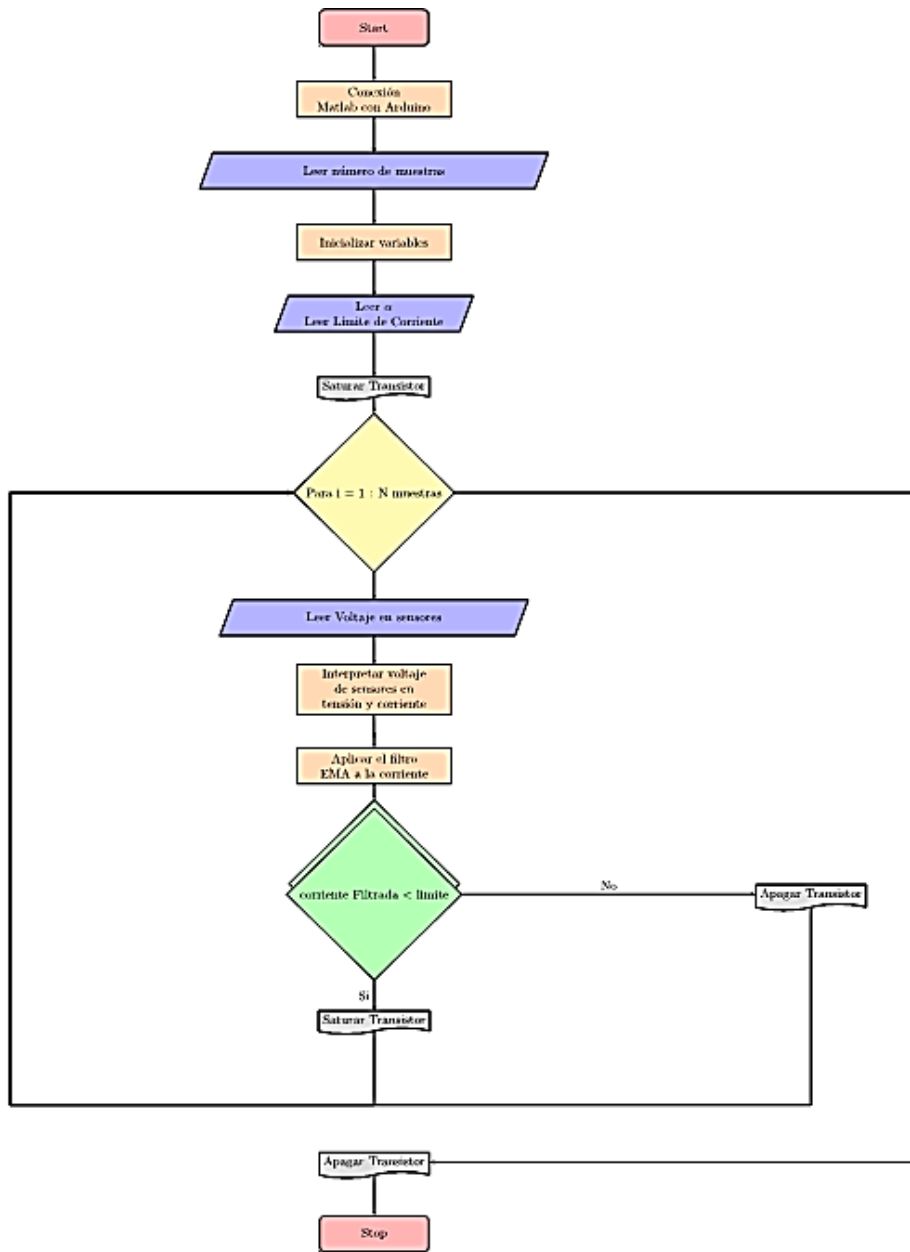 Start
Conexión
Matlab con Arduino
Leer número de muestras
Inicializar variables
Leer α
Leer Limite de Corriente
Saturar Transistor
Para i = 1 : N muestras
Leer Voltaje en sensores
Interpretar voltaje
de sensores en
tensión y corriente
Aplicar el filtro
EMA a la corriente
corriente Filtrada < limite
No
Apagar Transistor
Si
Saturar Transistor
Apagar Transistor
Stop